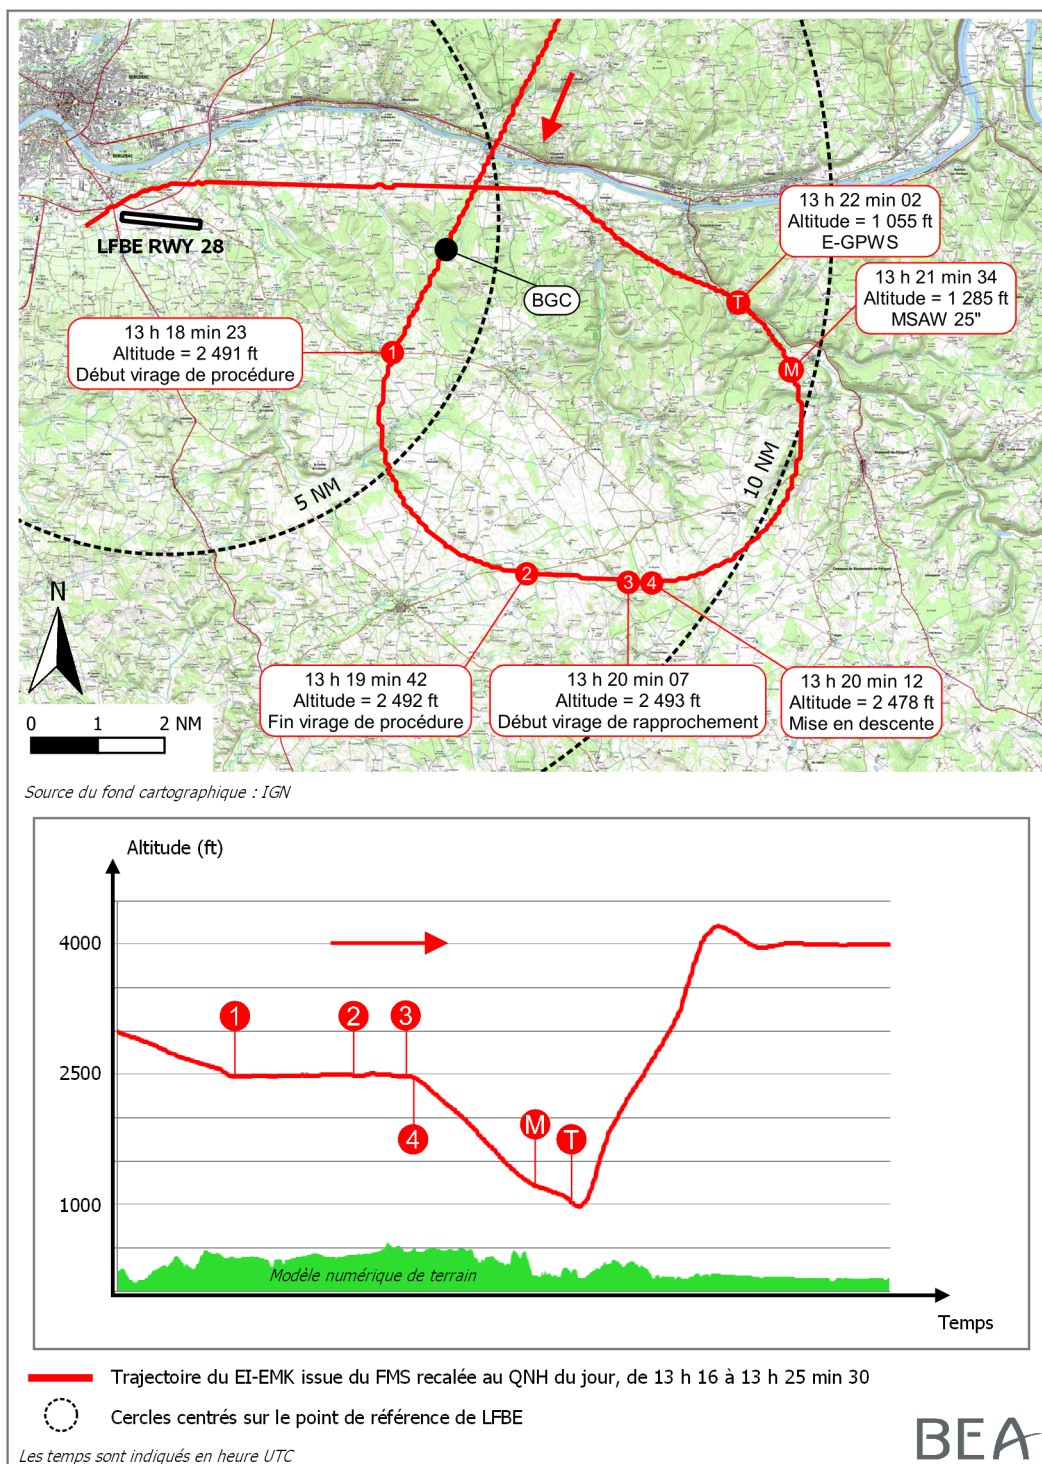 BERGERAC
BERGERAC
LFBE RWY 28
13 h 22 min 02
Altitude = 1 055 ft
E-GPWS
T
13 h 21 min 34
Altitude = 1 285 ft
MSAW 25"
M
BGC
13 h 18 min 23
Altitude = 2 491 ft
Début virage de procédure
1
5 NM
10 NM
2
3
4
N
13 h 19 min 42
Altitude = 2 492 ft
Fin virage de procédure
13 h 20 min 07
Altitude = 2 493 ft
Début virage de rapprochement
13 h 20 min 12
Altitude = 2 478 ft
Mise en descente
0 1 2 NM
Source du fond cartographique : IGN
Altitude (ft)
4000
1
2
3
2500
4
M
T
1000
Modèle numérique de terrain
Temps
Trajectoire du EI-EMK issue du FMS recalée au QNH du jour, de 13 h 16 à 13 h 25 min 30
Cercles centrés sur le point de référence de LFBE
Les temps sont indiqués en heure UTC
BEA